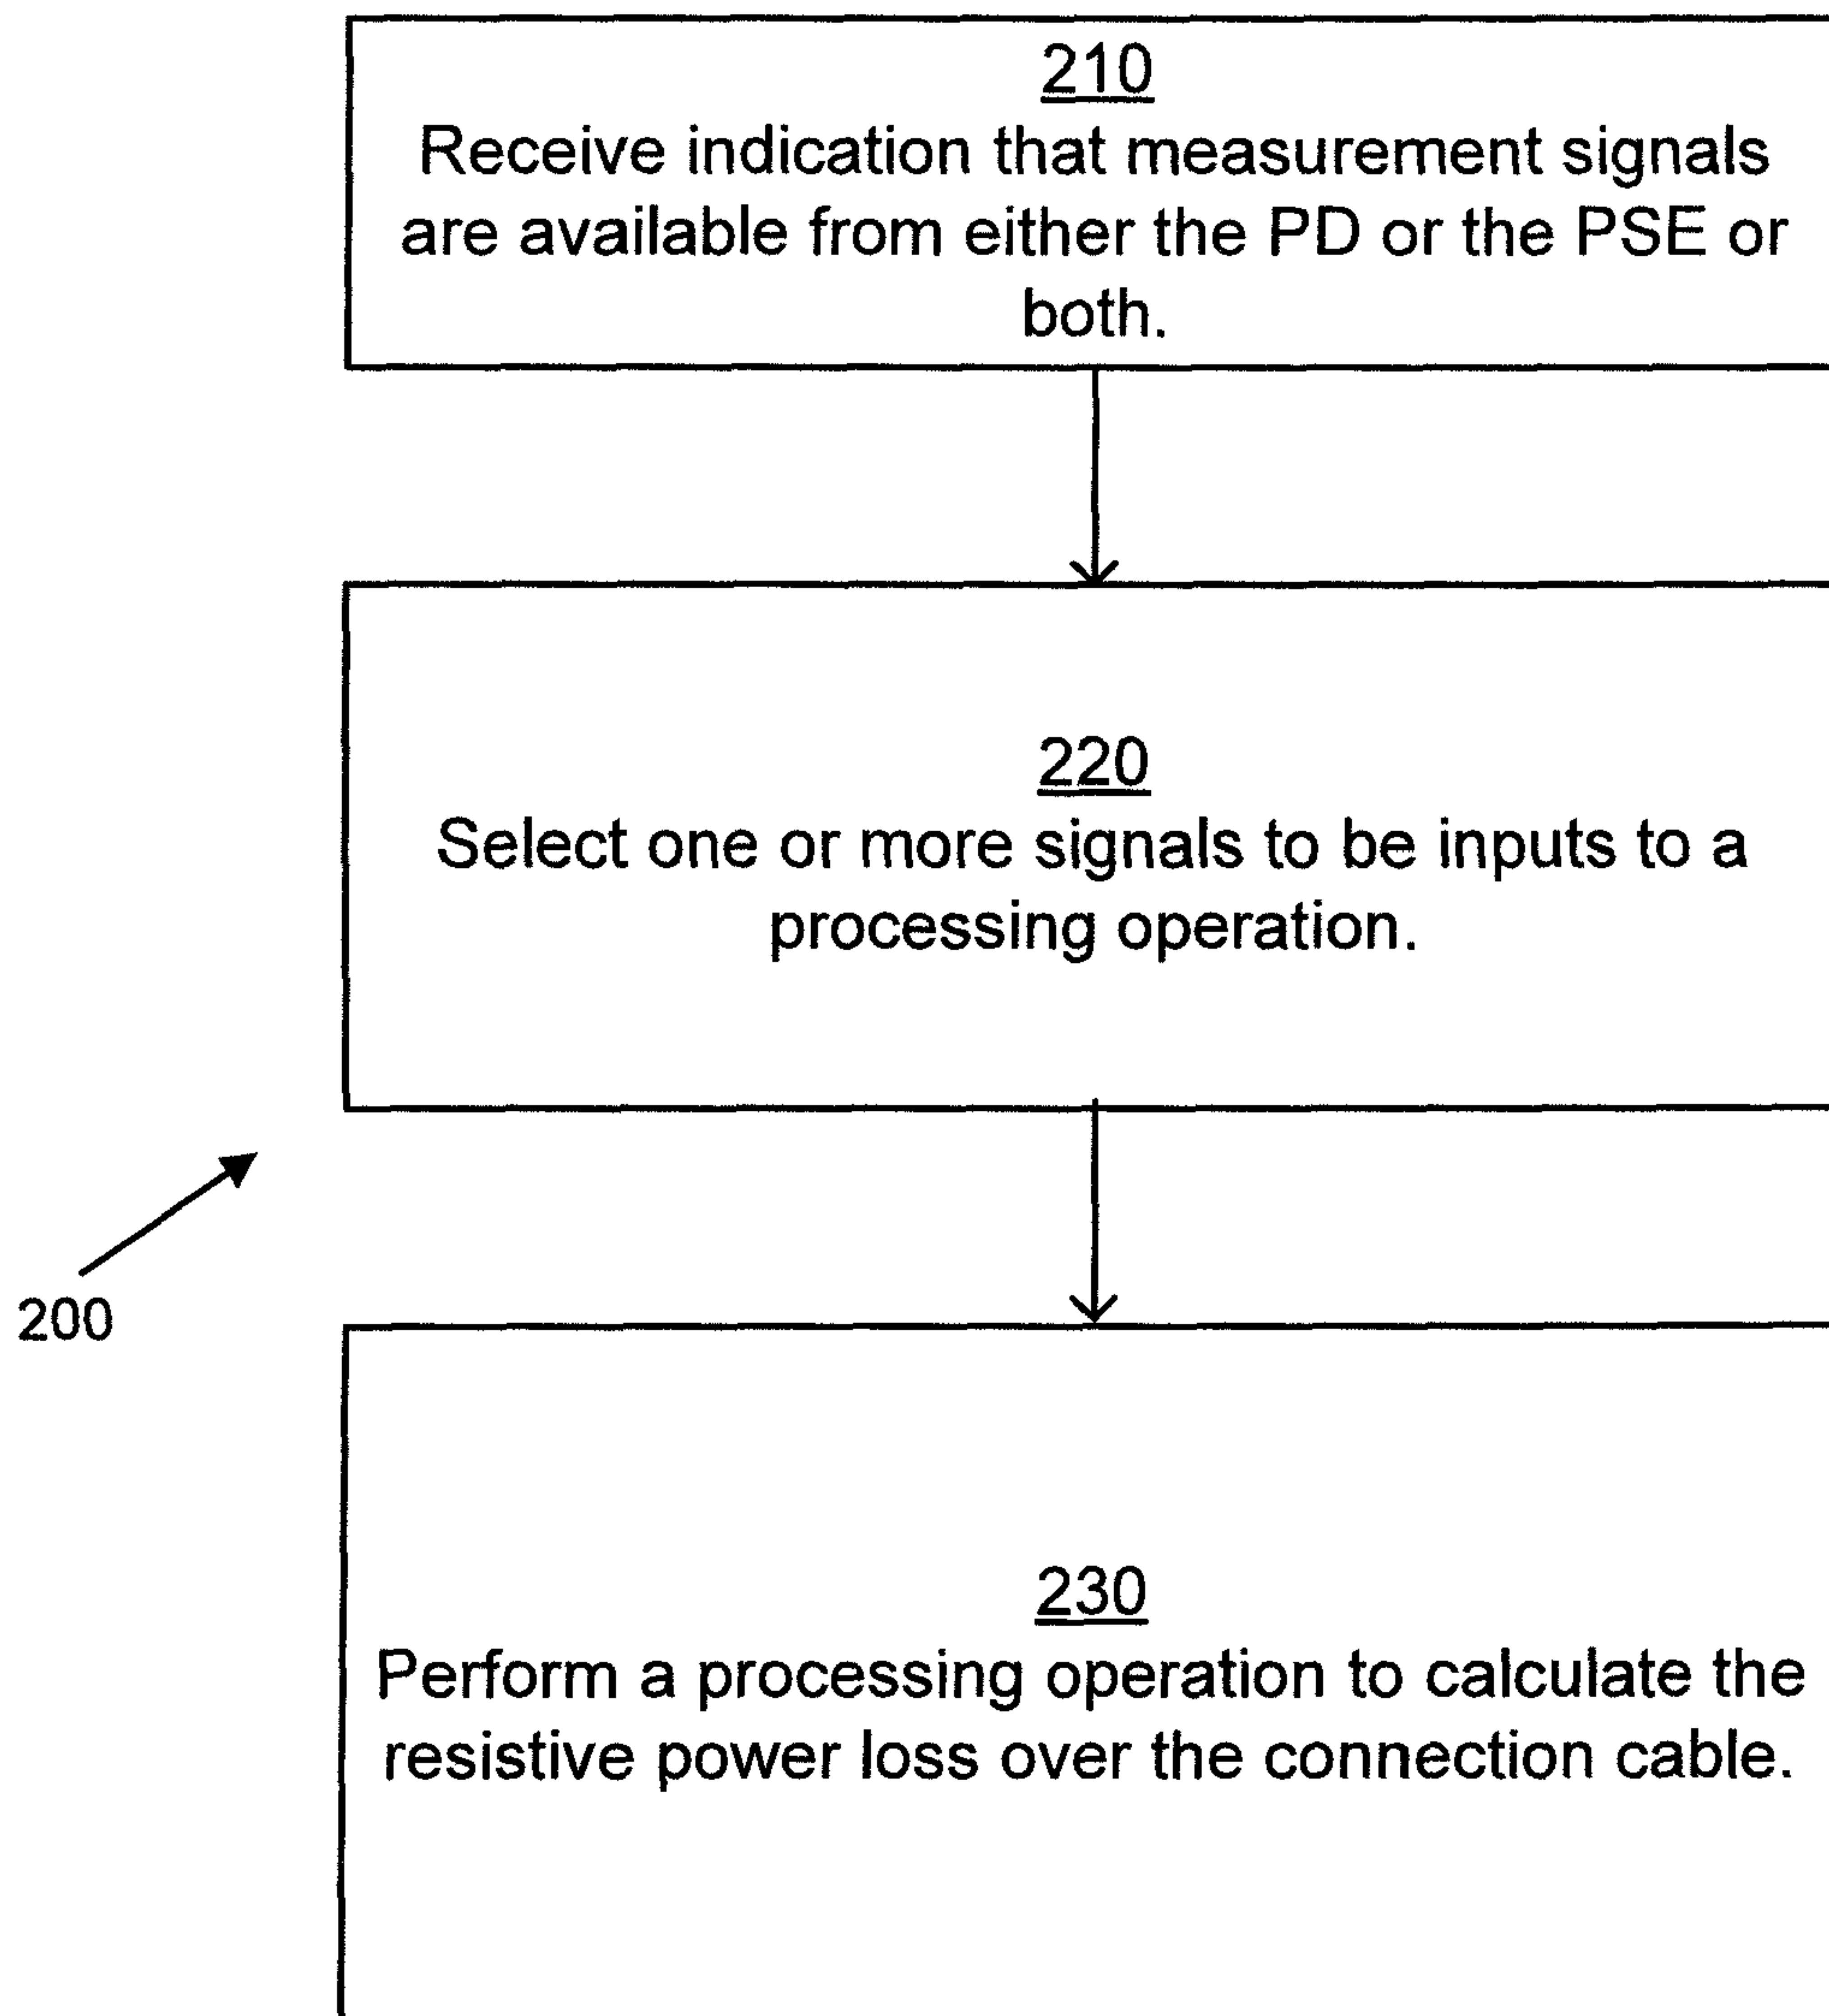 210
Receive indication that measurement signals
are available from either the PD or the PSE or
both.
220
Select one or more signals to be inputs to a
processing operation.
200
230
Perform a processing operation to calculate the
resistive power loss over the connection cable.